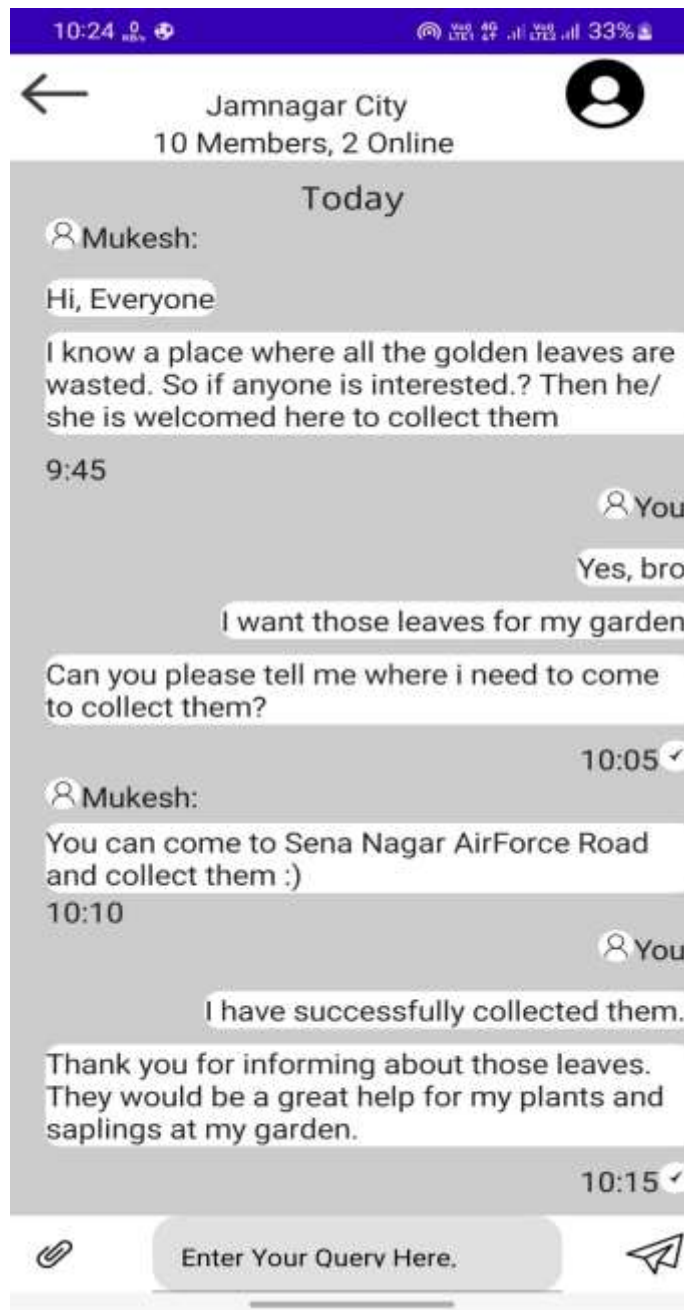 10:24
33%
Jamnagar City
10 Members, 2 Online
Today
Mukesh:
Hi, Everyone
I know a place where all the golden leaves are
wasted. So if anyone is interested.? Then he/
she is welcomed here to collect them
9:45
You
Yes, bro
I want those leaves for my garden
Can you please tell me where i need to come
to collect them?
10:05
Mukesh:
You can come to Sena Nagar AirForce Road
and collect them :)
10:10
You
I have successfully collected them.
Thank you for informing about those leaves.
They would be a great help for my plants and
saplings at my garden.
10:15
Enter Your Query Here.